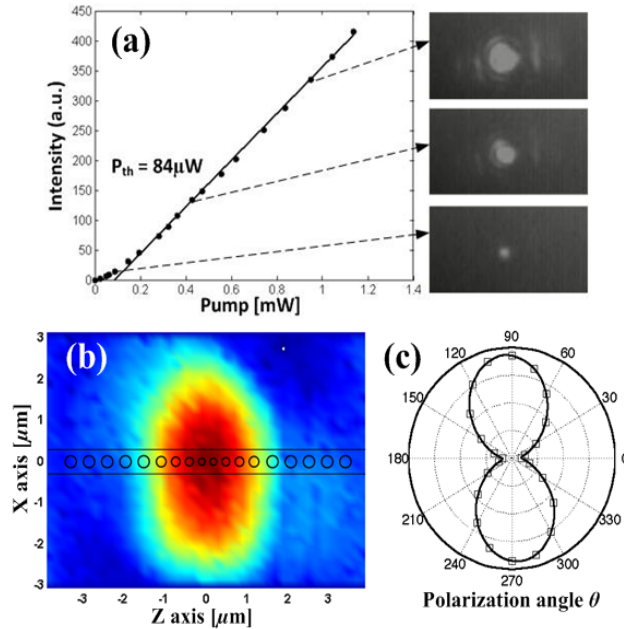 (a)
450
400
350
300
250
200
150
100
50
0
Intensity (a.u.)
P_th = 84μW
0 0.2 0.4 0.6 0.8 1 1.2 1.4
Pump [mW]
(b)
3
2
1
0
-1
-2
-3
X axis [μm]
-3 -2 -1 0 1 2 3
Z axis [μm]
(c)
90
120 60
150 30
180 0
210 330
240 300
270
Polarization angle θ